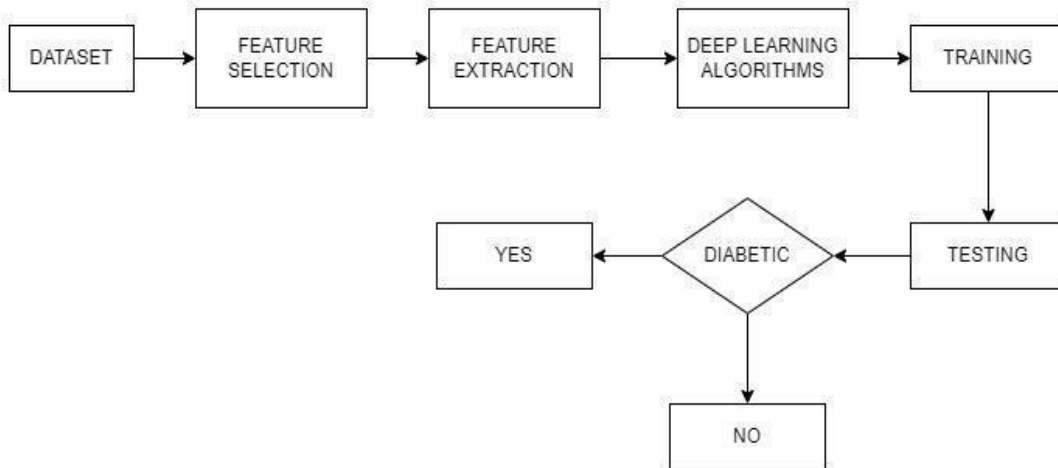 DATASET
FEATURE
SELECTION
FEATURE
EXTRACTION
DEEP LEARNING
ALGORITHMS
TRAINING
YES
DIABETIC
TESTING
NO